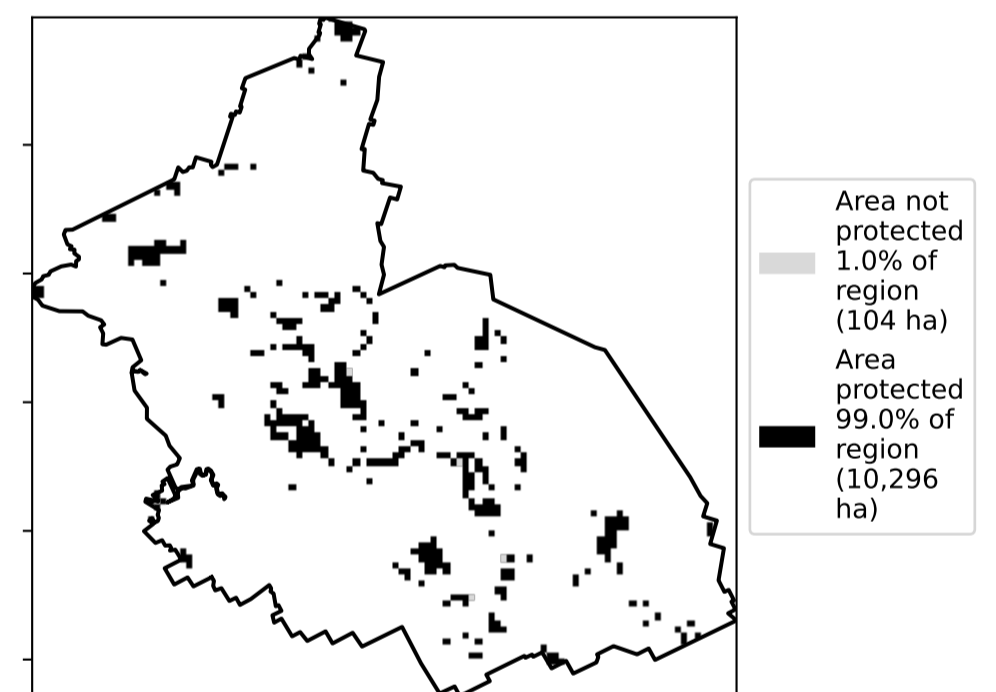 Area not
protected
1.0% of
region
(104 ha)
Area
protected
99.0% of
region
(10,296
ha)